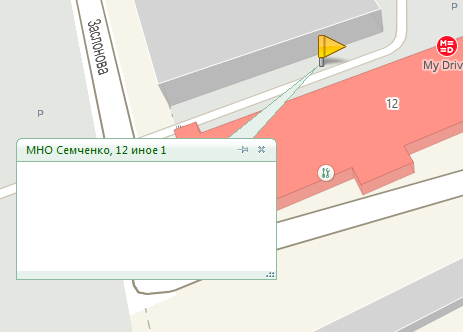 Заслонова
P
M=
=D
My Driv
12
P
МНО Семченко, 12 иное 1